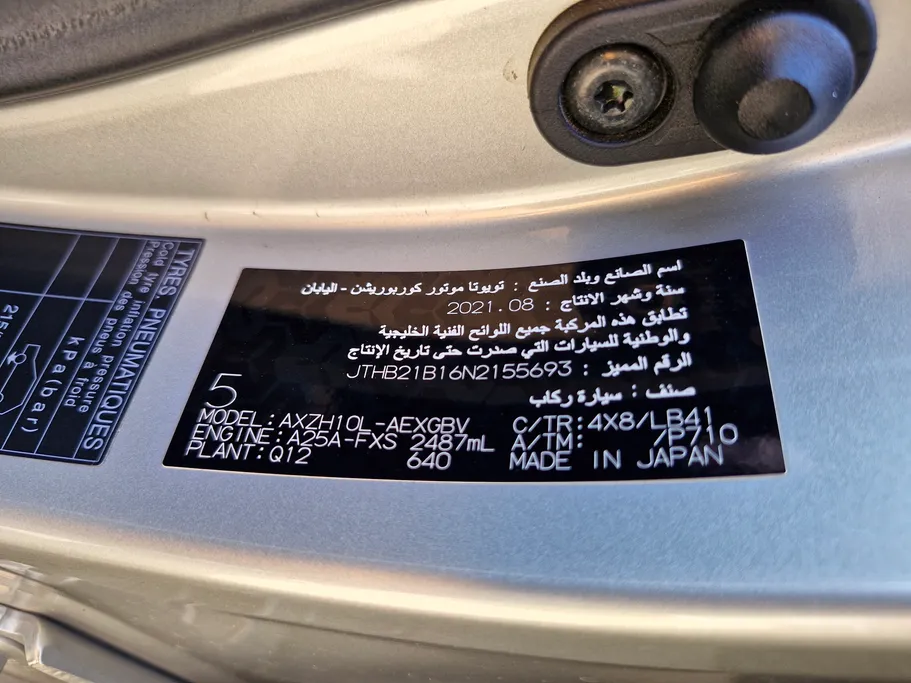 TYRES, PNEUMATIQUES
Cold tyre inflation pressure
Pression des pneus à froid
kPa(bar)
اسم الصانع وبلد الصنع : تويوتا موتور كوربوريشن - اليابان
سنة وشهر الانتاج : 2021.08
تطابق هذه المركبة جميع اللوائح الفنية الخليجية
والوطنية للسيارات التي صدرت حتى تاريخ الإنتاج
الرقم المميز : JTHB21B16N2155693
صنف : سيارة ركاب
5
MODEL:AXZH10L-AEXGBV C/TR:4X8/LB41
ENGINE:A25A-FXS 2487mL A/TM: /P710
PLANT:Q12 640 MADE IN JAPAN